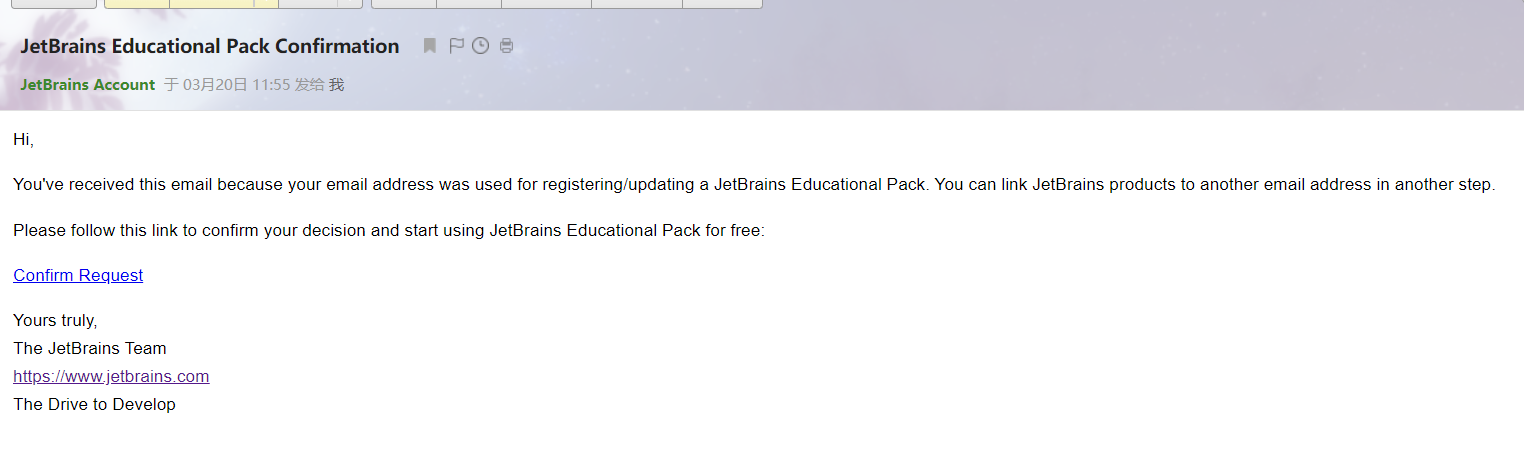 JetBrains Educational Pack Confirmation
JetBrains Account 于 03月20日 11:55 发给 我
Hi,
You've received this email because your email address was used for registering/updating a JetBrains Educational Pack. You can link JetBrains products to another email address in another step.
Please follow this link to confirm your decision and start using JetBrains Educational Pack for free:
Confirm Request
Yours truly,
The JetBrains Team
https://www.jetbrains.com
The Drive to Develop